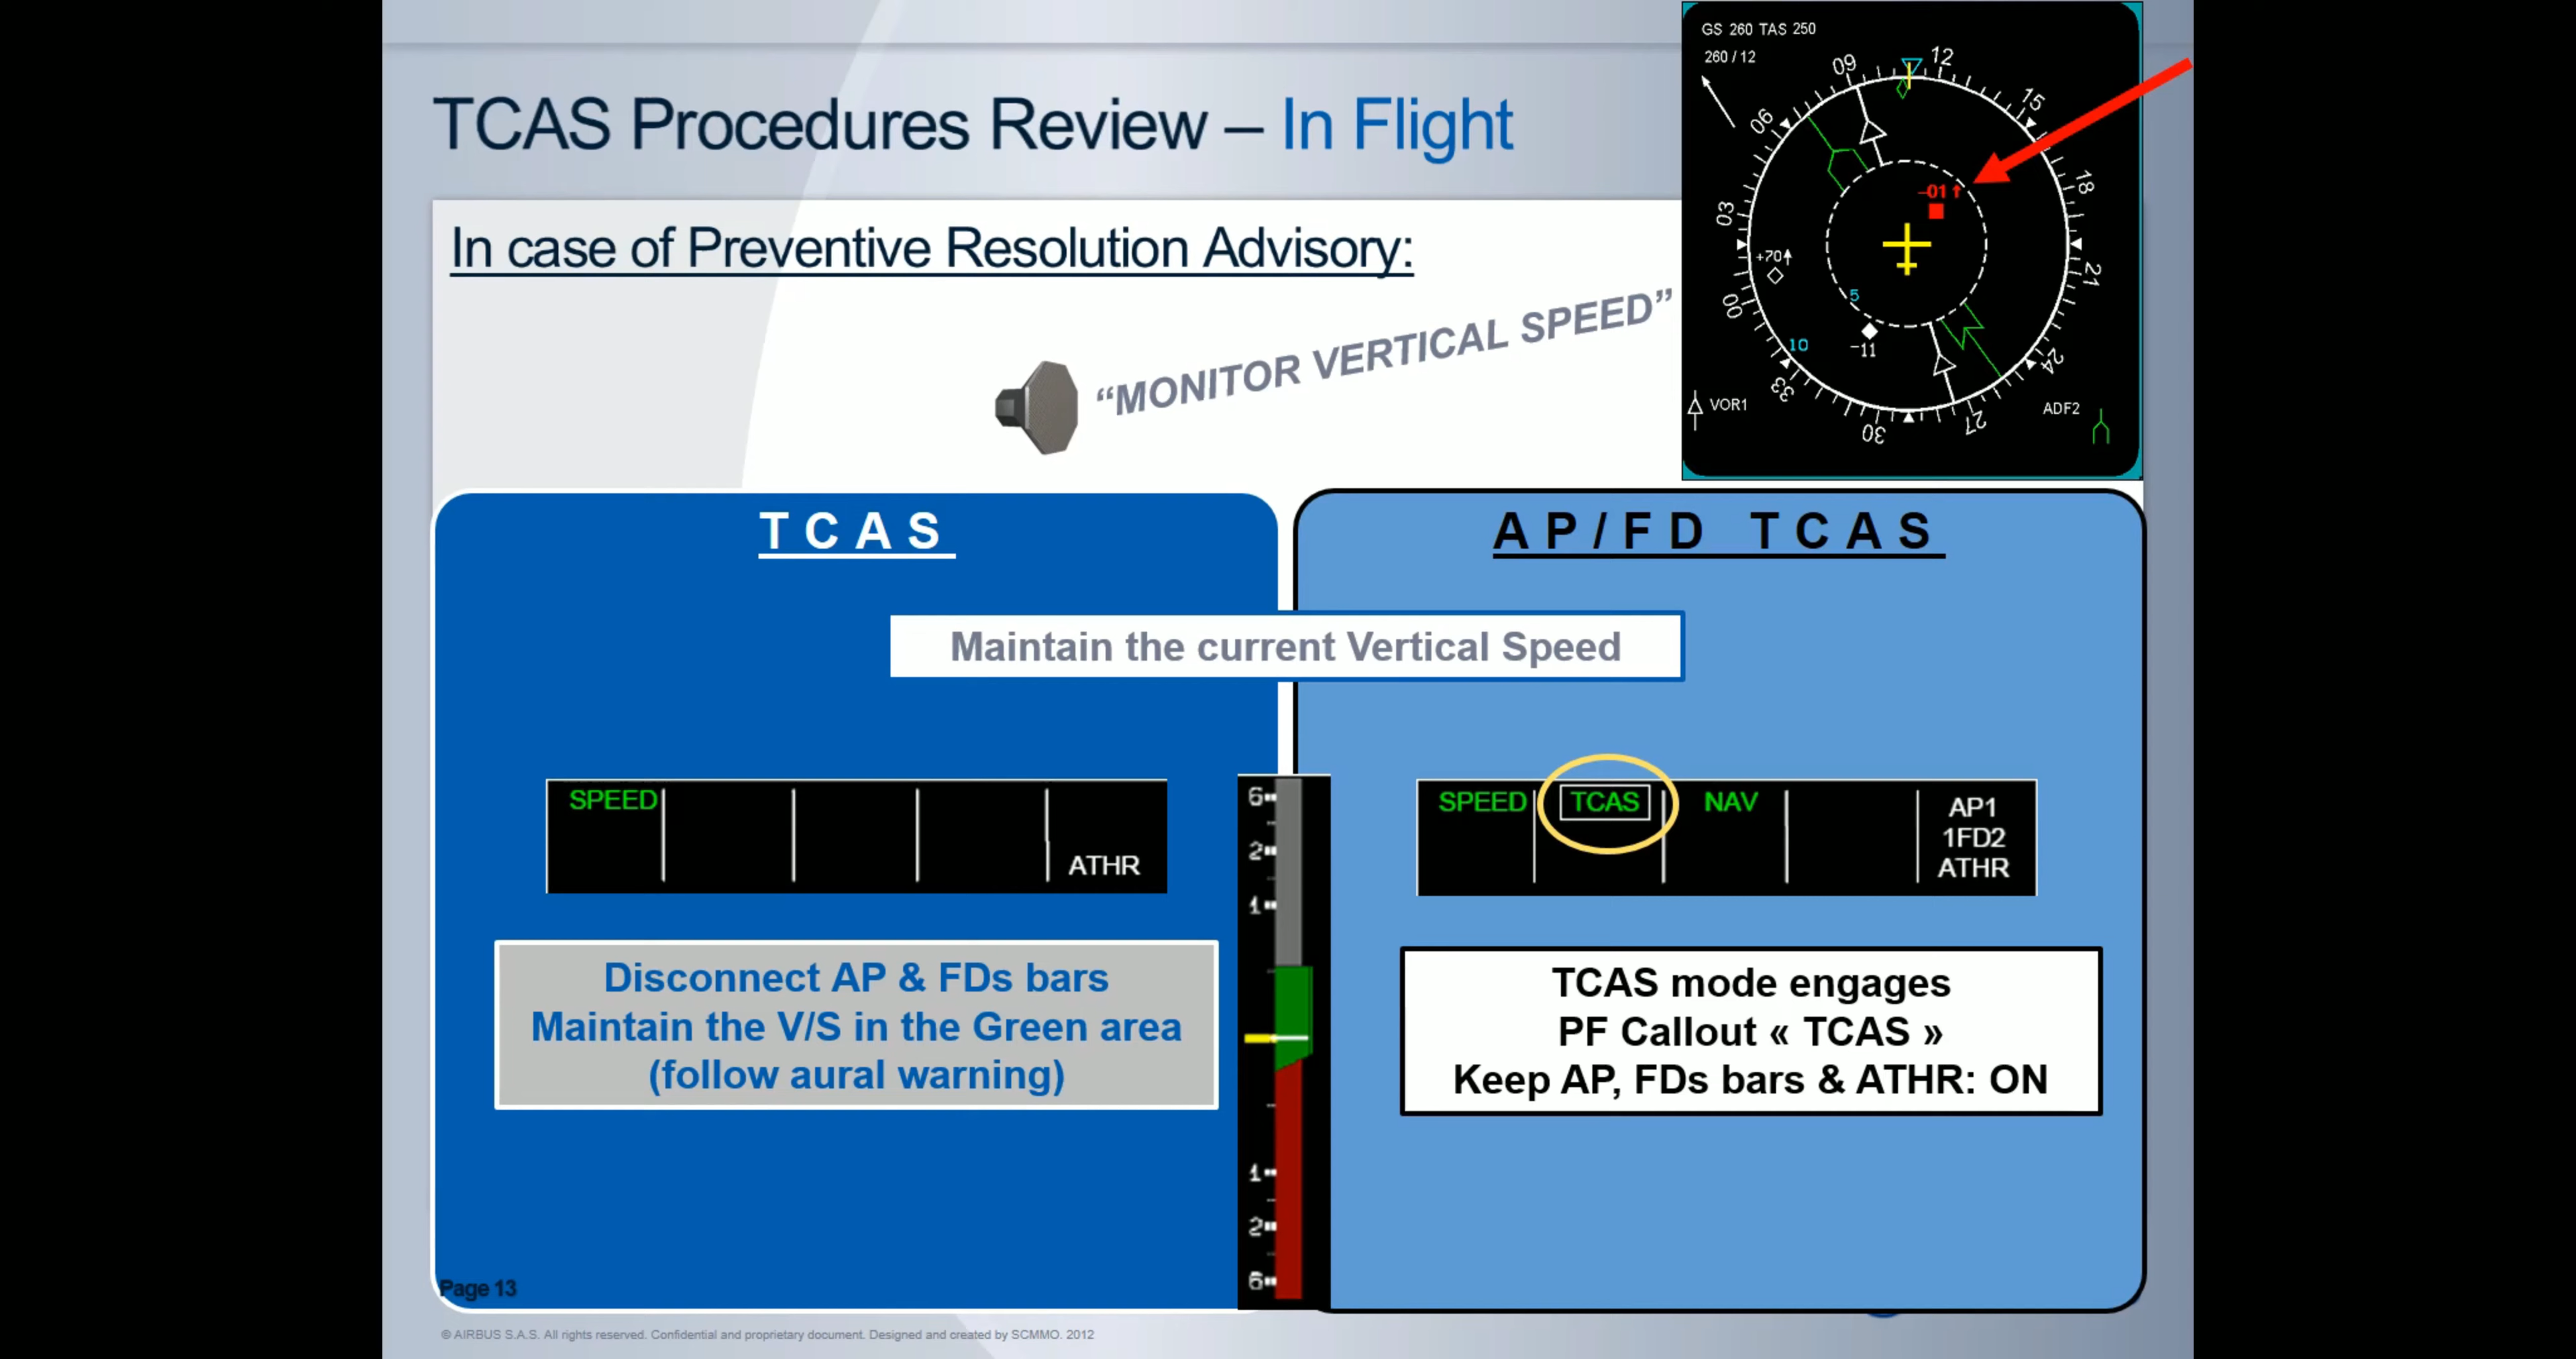 TCAS Procedures Review – In Flight
In case of Preventive Resolution Advisory:
“MONITOR VERTICAL SPEED”
GS 260 TAS 250
260 / 12
09
12
15
06
18
03
21
00
24
33
30
27
-01↑
+70↑
5
10
-11
VOR1
ADF2
TCAS
AP/FD TCAS
Maintain the current Vertical Speed
SPEED
ATHR
6
2
1
1
2
6
SPEED
TCAS
NAV
AP1
1FD2
ATHR
Disconnect AP & FDs bars
Maintain the V/S in the Green area
(follow aural warning)
TCAS mode engages
PF Callout « TCAS »
Keep AP, FDs bars & ATHR: ON
Page 13
© AIRBUS S.A.S. All rights reserved. Confidential and proprietary document. Designed and created by SCMMO. 2012